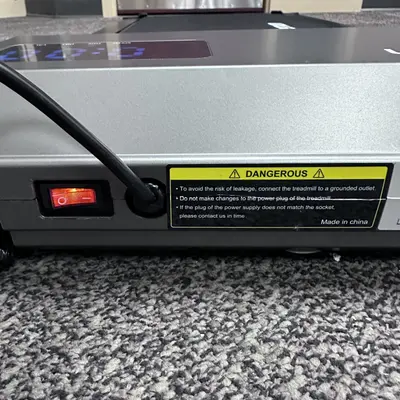 ⚠ DANGEROUS ⚠
• To avoid the risk of leakage, connect the treadmill to a grounded outlet.
• Do not make changes to the power plug of the treadmill.
• If the plug of the power supply does not match the socket,
please contact us in time.
Made in china